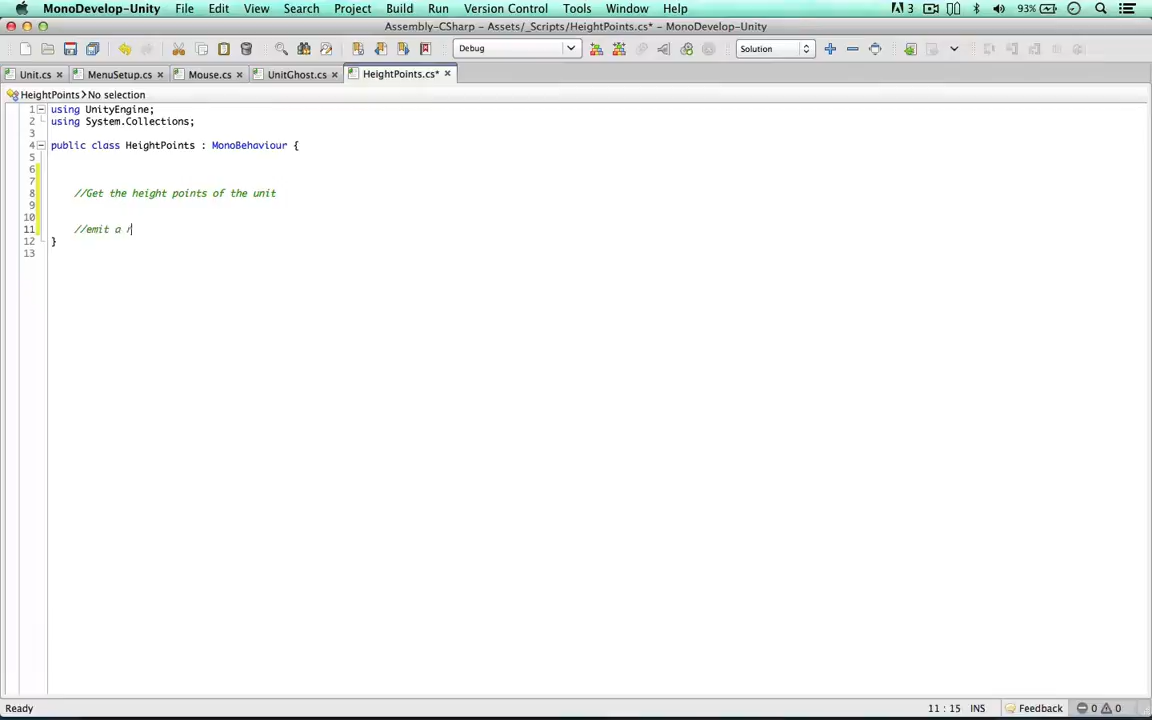 MonoDevelop-Unity File Edit View Search Project Build Run Version Control Tools Window Help 3 93%
Assembly-CSharp – Assets/_Scripts/HeightPoints.cs* – MonoDevelop-Unity
Debug Solution
Unit.cs MenuSetup.cs Mouse.cs UnitGhost.cs HeightPoints.cs*
HeightPoints No selection
1 using UnityEngine;
2 using System.Collections;
3
4 public class HeightPoints : MonoBehaviour {
5
6
7
8 //Get the height points of the unit
9
10
11 //emit a r
12 }
13
Ready 11 : 15 INS Feedback 0 0